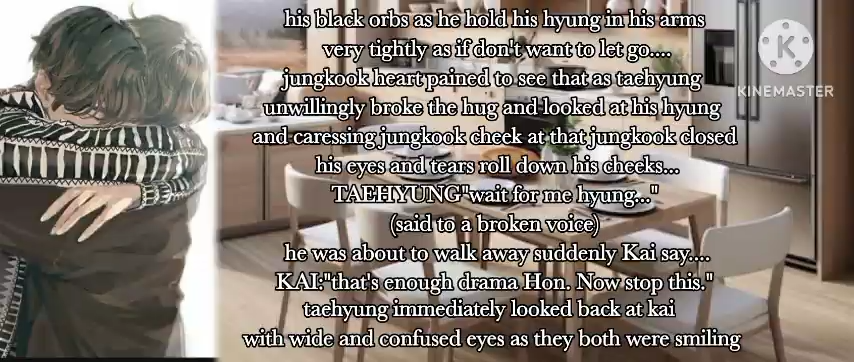 his black orbs as he hold his hyung in his arms
very tightly as if don't want to let go....
jungkook heart pained to see that as taehyung
unwillingly broke the hug and looked at his hyung
and caressing jungkook cheek at that jungkook closed
his eyes and tears roll down his cheeks...
TAEHYUNG"wait for me hyung..."
(said to a broken voice)
he was about to walk away suddenly Kai say....
KAI:"that's enough drama Hon. Now stop this."
taehyung immediately looked back at kai
with wide and confused eyes as they both were smiling
K
KINEMASTER